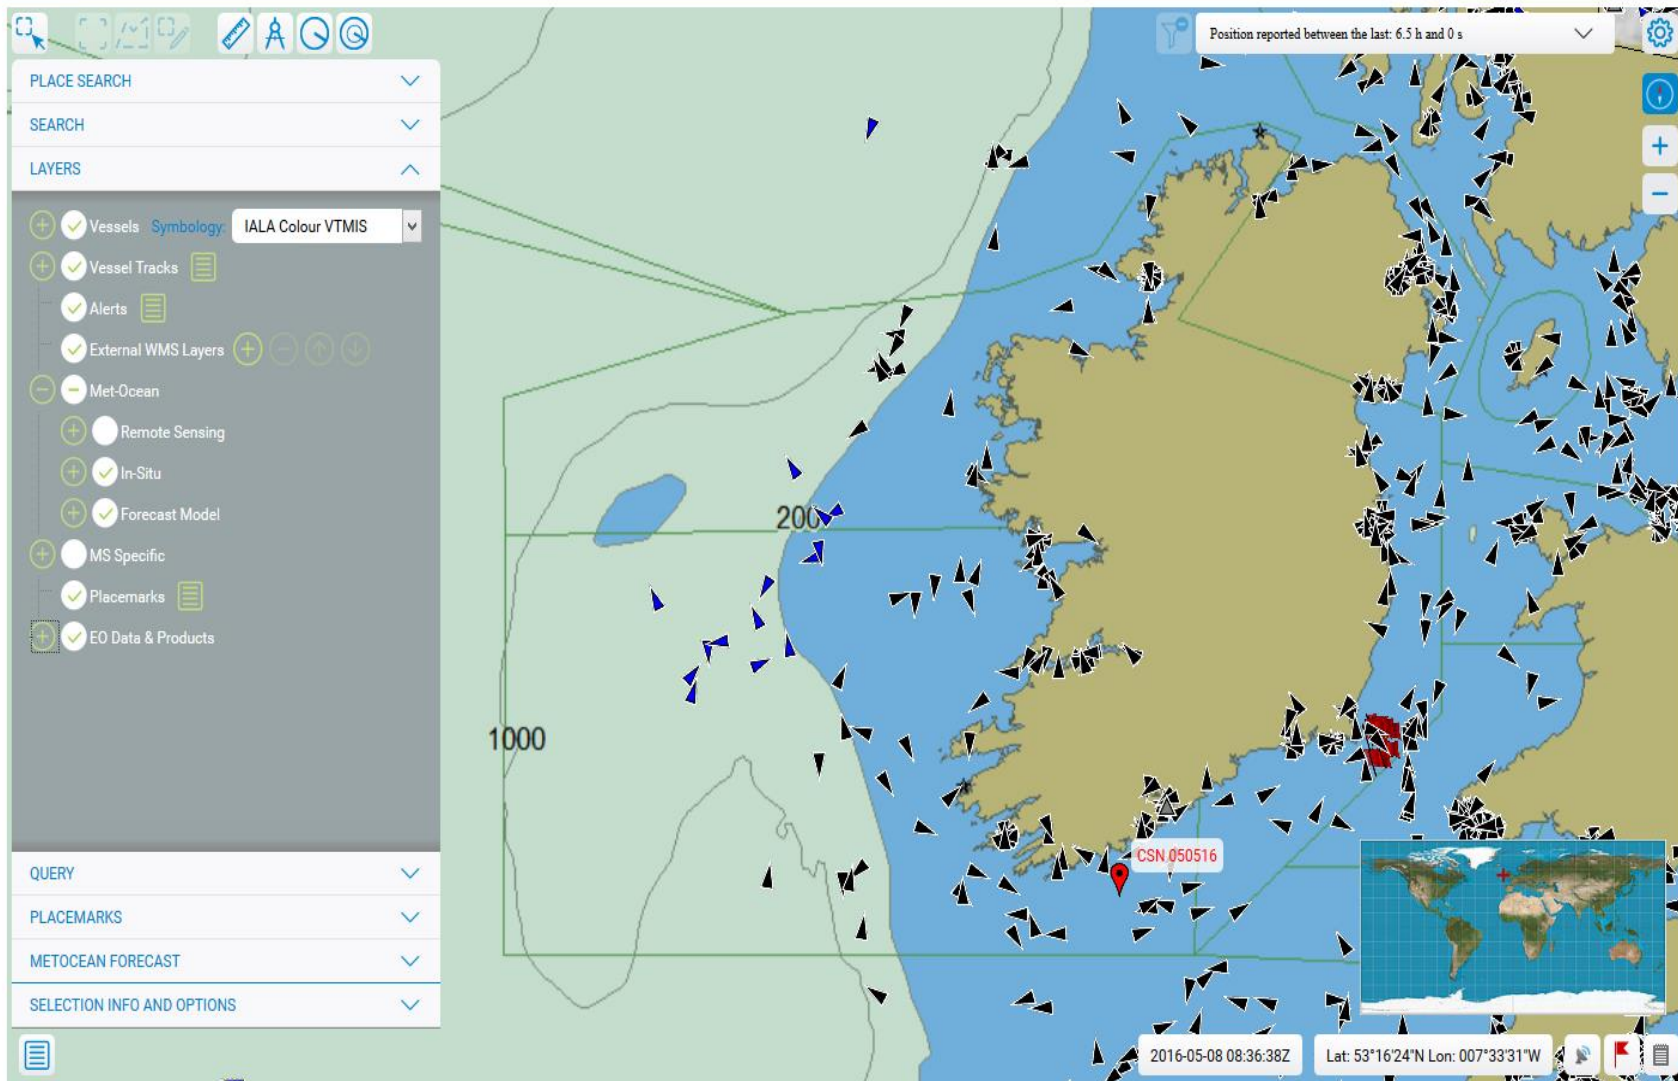 Position reported between the last: 6.5 h and 0 s
PLACE SEARCH
SEARCH
LAYERS
Vessels Symbology: IALA Colour VTMIS
Vessel Tracks
Alerts
External WMS Layers
Met-Ocean
Remote Sensing
In-Situ
Forecast Model
MS Specific
Placemarks
EO Data & Products
QUERY
PLACEMARKS
METOCEAN FORECAST
SELECTION INFO AND OPTIONS
200
1000
CSN 050516
2016-05-08 08:36:38Z
Lat: 53°16'24"N Lon: 007°33'31"W